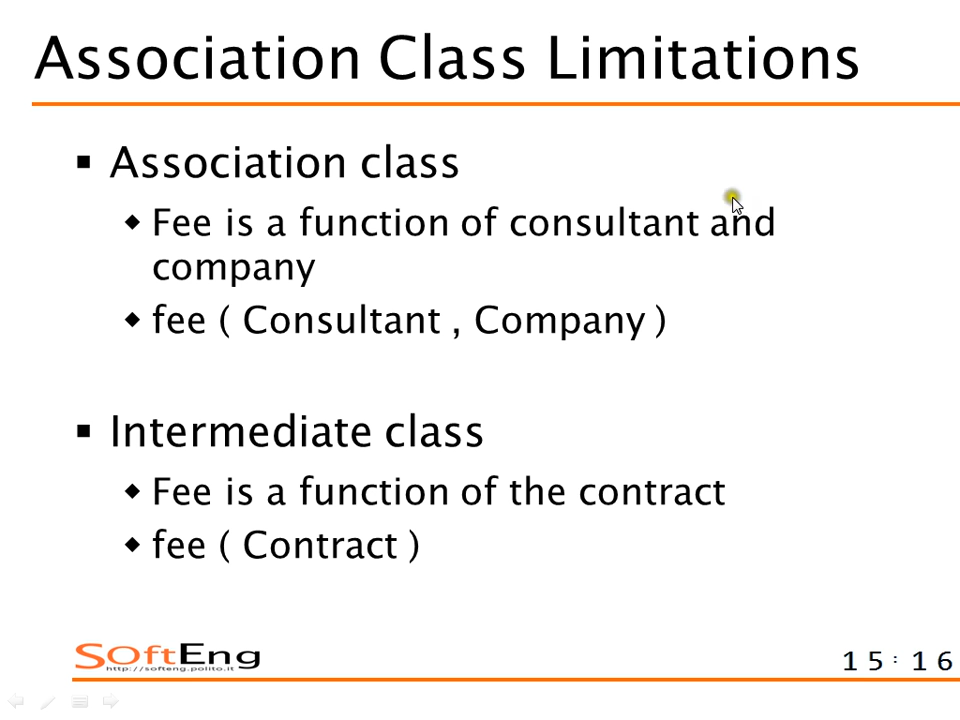 Association Class Limitations
Association class
Fee is a function of consultant and
company
fee ( Consultant , Company )
Intermediate class
Fee is a function of the contract
fee ( Contract )
SoftEng
http://softeng.polito.it
15:16